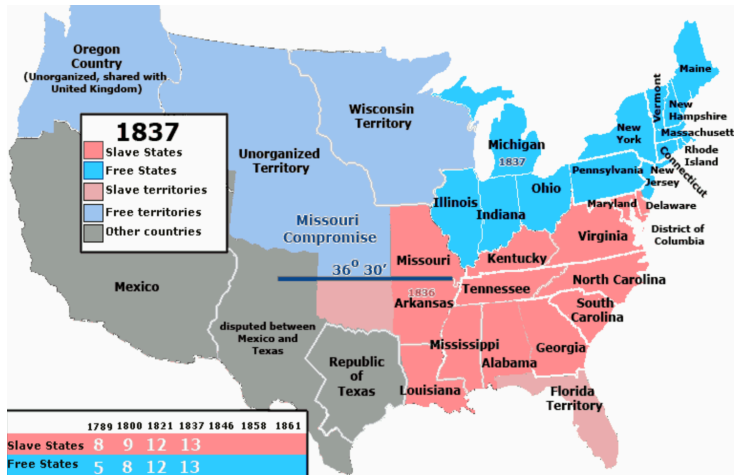 Oregon
Country
(Unorganized, shared with
United Kingdom)
Wisconsin
Territory
Unorganized
Territory
1837
Slave States
Free States
Slave territories
Free territories
Other countries
Missouri
Compromise
36⁰ 30'
Mexico
disputed between
Mexico and
Texas
Republic
of
Texas
Michigan
1837
Illinois
Indiana
Ohio
Pennsylvania
New
York
Vermont
Maine
New
Hampshire
Massachusett
Rhode
Island
Connecticut
New
Jersey
Maryland
Delaware
District of
Columbia
Missouri
Kentucky
Virginia
1836
Arkansas
Tennessee
North Carolina
South
Carolina
Mississippi
Alabama
Georgia
Louisiana
Florida
Territory
1789 1800 1821 1837 1846 1858 1861
Slave States 8 9 12 13
Free States 5 8 12 13